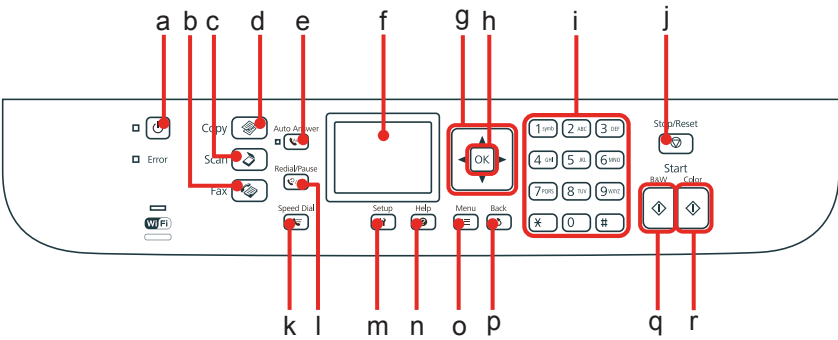 a b c d e f g h i j
Copy
Auto Answer
Error
Scan
Redial/Pause
Fax
WiFi
Speed Dial
Setup
Help
Menu
Back
OK
1 symb 2 ABC 3 DEF
4 GHI 5 JKL 6 MNO
7 PQRS 8 TUV 9 WXYZ
0 #
Stop/Reset
Start
B&W Color
k l m n o p q r